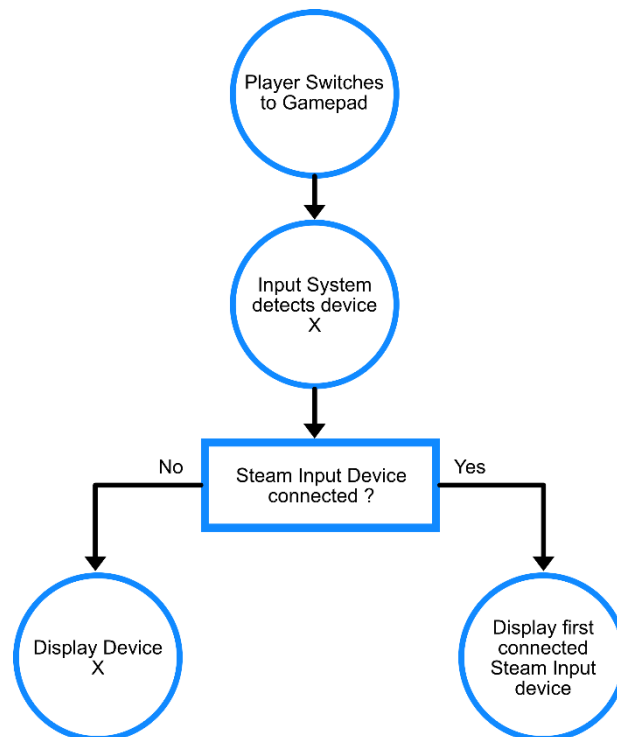 Player Switches
to Gamepad
Input System
detects device
X
No
Steam Input Device
connected ?
Yes
Display Device
X
Display first
connected
Steam Input
device